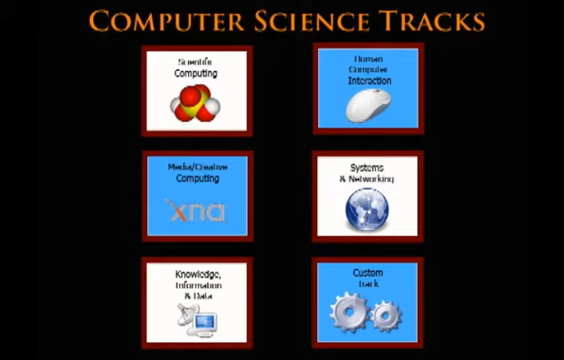 COMPUTER SCIENCE TRACKS
Scientific
Computing
Human
Computer
Interaction
Media/Creative
Computing
xna
Systems
& Networking
Knowledge,
Information
& Data
Custom
Track